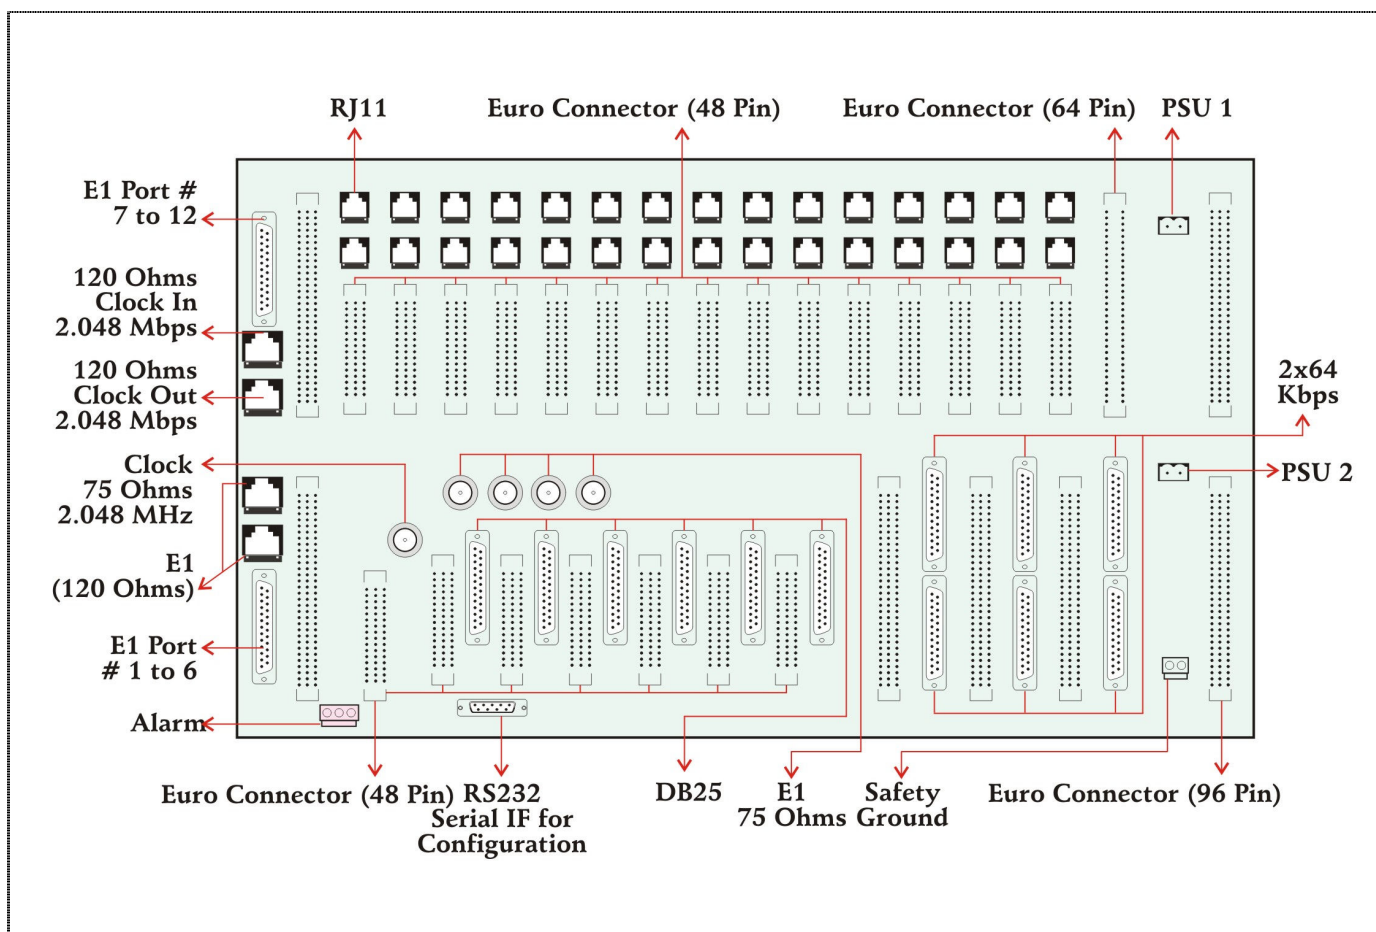 RJ11
Euro Connector (48 Pin)
Euro Connector (64 Pin)
PSU 1
E1 Port #
7 to 12
120 Ohms
Clock In
2.048 Mbps
120 Ohms
Clock Out
2.048 Mbps
2x64
Kbps
Clock
75 Ohms
2.048 MHz
PSU 2
E1
(120 Ohms)
E1 Port
# 1 to 6
Alarm
Euro Connector (48 Pin)
RS232
Serial IF for
Configuration
DB25
E1
75 Ohms
Safety
Ground
Euro Connector (96 Pin)